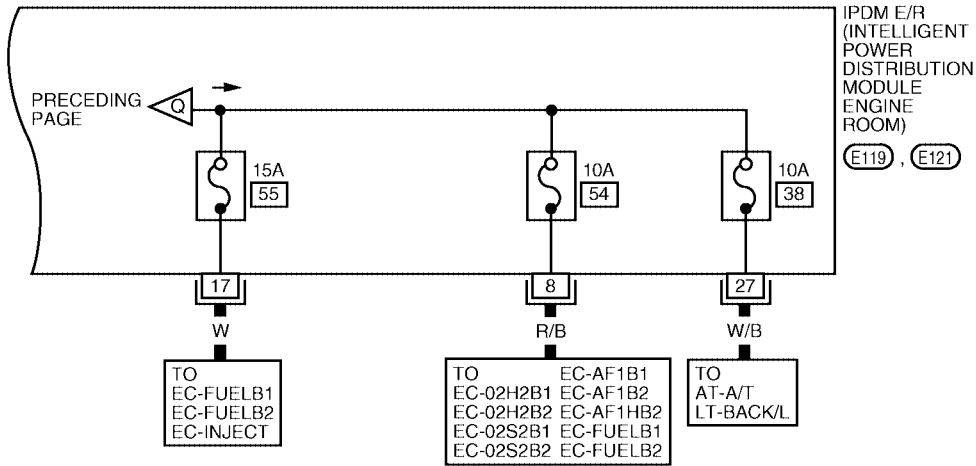 IPDM E/R
(INTELLIGENT
POWER
DISTRIBUTION
MODULE
ENGINE
ROOM)
E119 , E121
PRECEDING
PAGE
Q
15A
55
10A
54
10A
38
17
8
27
W
R/B
W/B
TO
EC-FUELB1
EC-FUELB2
EC-INJECT
TO EC-AF1B1
EC-02H2B1 EC-AF1B2
EC-02H2B2 EC-AF1HB2
EC-02S2B1 EC-FUELB1
EC-02S2B2 EC-FUELB2
TO
AT-A/T
LT-BACK/L